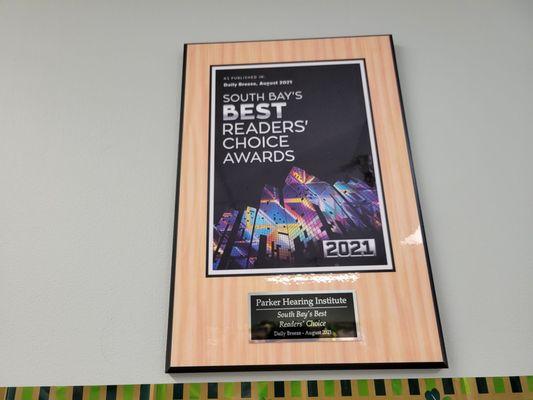 AS PUBLISHED IN:
Daily Breeze, August 2021
SOUTH BAY'S
BEST
READERS'
CHOICE
AWARDS
2021
Parker Hearing Institute
South Bay's Best
Readers' Choice
Daily Breeze - August 2021